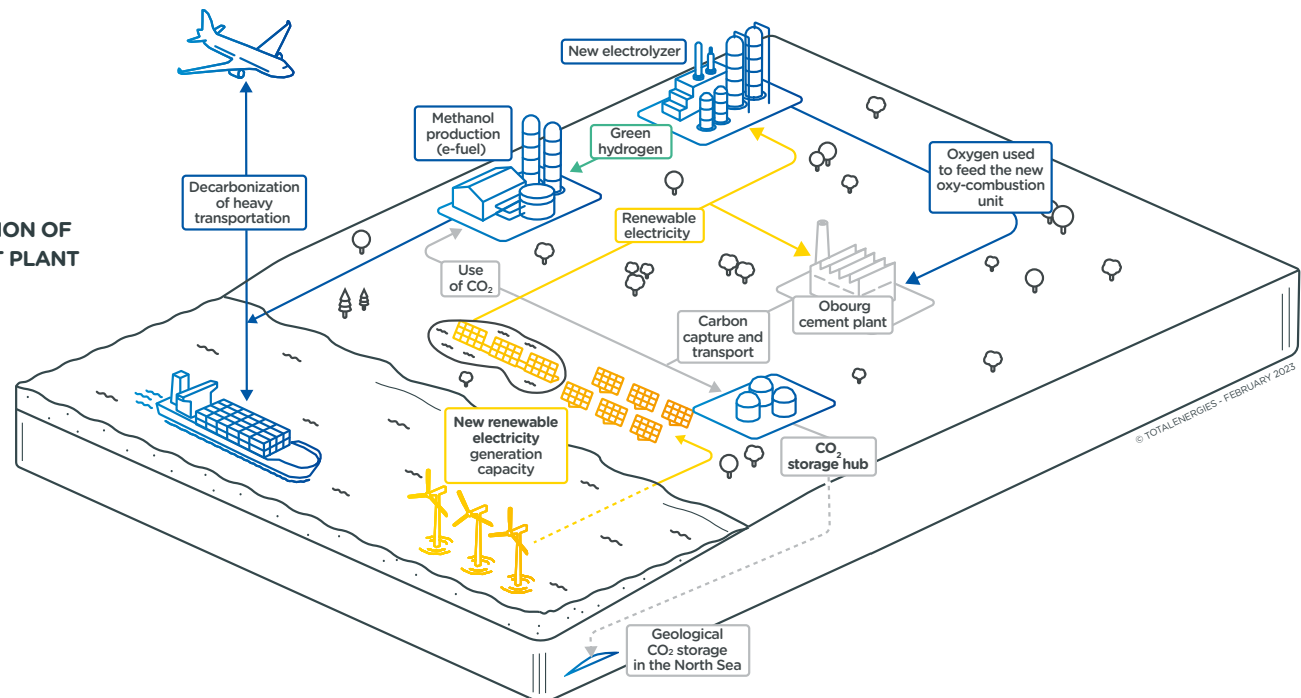 New electrolyzer
Methanol
production
(e-fuel)
Green
hydrogen
Oxygen used
to feed the new
oxy-combustion
unit
Decarbonization
of heavy
transportation
ION OF
T PLANT
Renewable
electricity
Use
of CO₂
Obourg
cement plant
Carbon
capture and
transport
© TOTALENERGIES - FEBRUARY 2023
New renewable
electricity
generation
capacity
CO₂
storage hub
Geological
CO₂ storage
in the North Sea